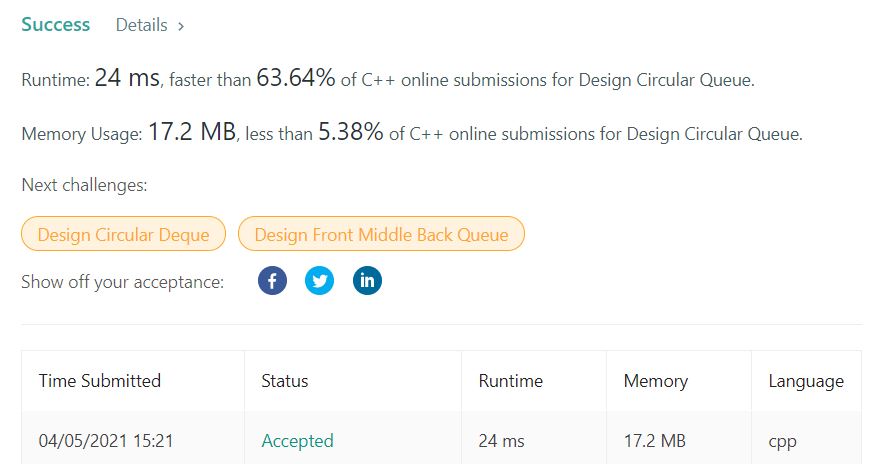 Success Details >
Runtime: 24 ms, faster than 63.64% of C++ online submissions for Design Circular Queue.
Memory Usage: 17.2 MB, less than 5.38% of C++ online submissions for Design Circular Queue.
Next challenges:
Design Circular Deque Design Front Middle Back Queue
Show off your acceptance: f in
Time Submitted Status Runtime Memory Language
04/05/2021 15:21 Accepted 24 ms 17.2 MB cpp